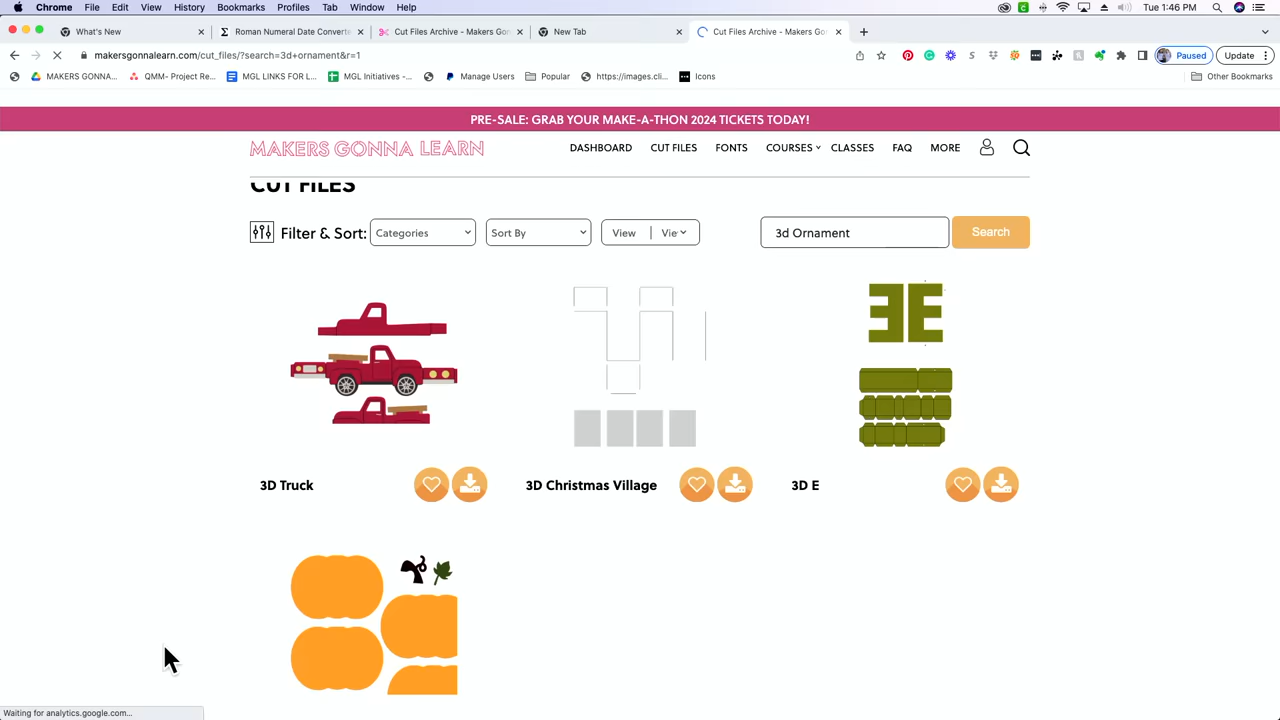 Chrome File Edit View History Bookmarks Profiles Tab Window Help Tue 1:46 PM
What's New
Roman Numeral Date Converte
Cut Files Archive - Makers Gonn
New Tab
Cut Files Archive - Makers Go
makersgonnalearn.com/cut_files/?search=3d+ornament&r=1
Paused
Update
MAKERS GONNA...
QMM- Project Re...
MGL LINKS FOR L...
MGL Initiatives -...
Manage Users
Popular
https://images.cli...
Icons
Other Bookmarks
PRE-SALE: GRAB YOUR MAKE-A-THON 2024 TICKETS TODAY!
MAKERS GONNA LEARN
DASHBOARD CUT FILES FONTS COURSES CLASSES FAQ MORE
CUT FILES
Filter & Sort: Categories Sort By View Vie 3d Ornament Search
3D Truck
3D Christmas Village
3D E
Waiting for analytics.google.com...